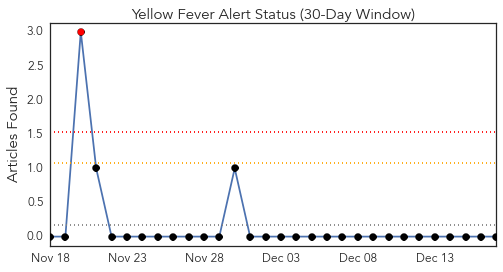 Yellow Fever Alert Status (30-Day Window)
Articles Found
3.0
2.5
2.0
1.5
1.0
0.5
0.0
Nov 18 Nov 23 Nov 28 Dec 03 Dec 08 Dec 13